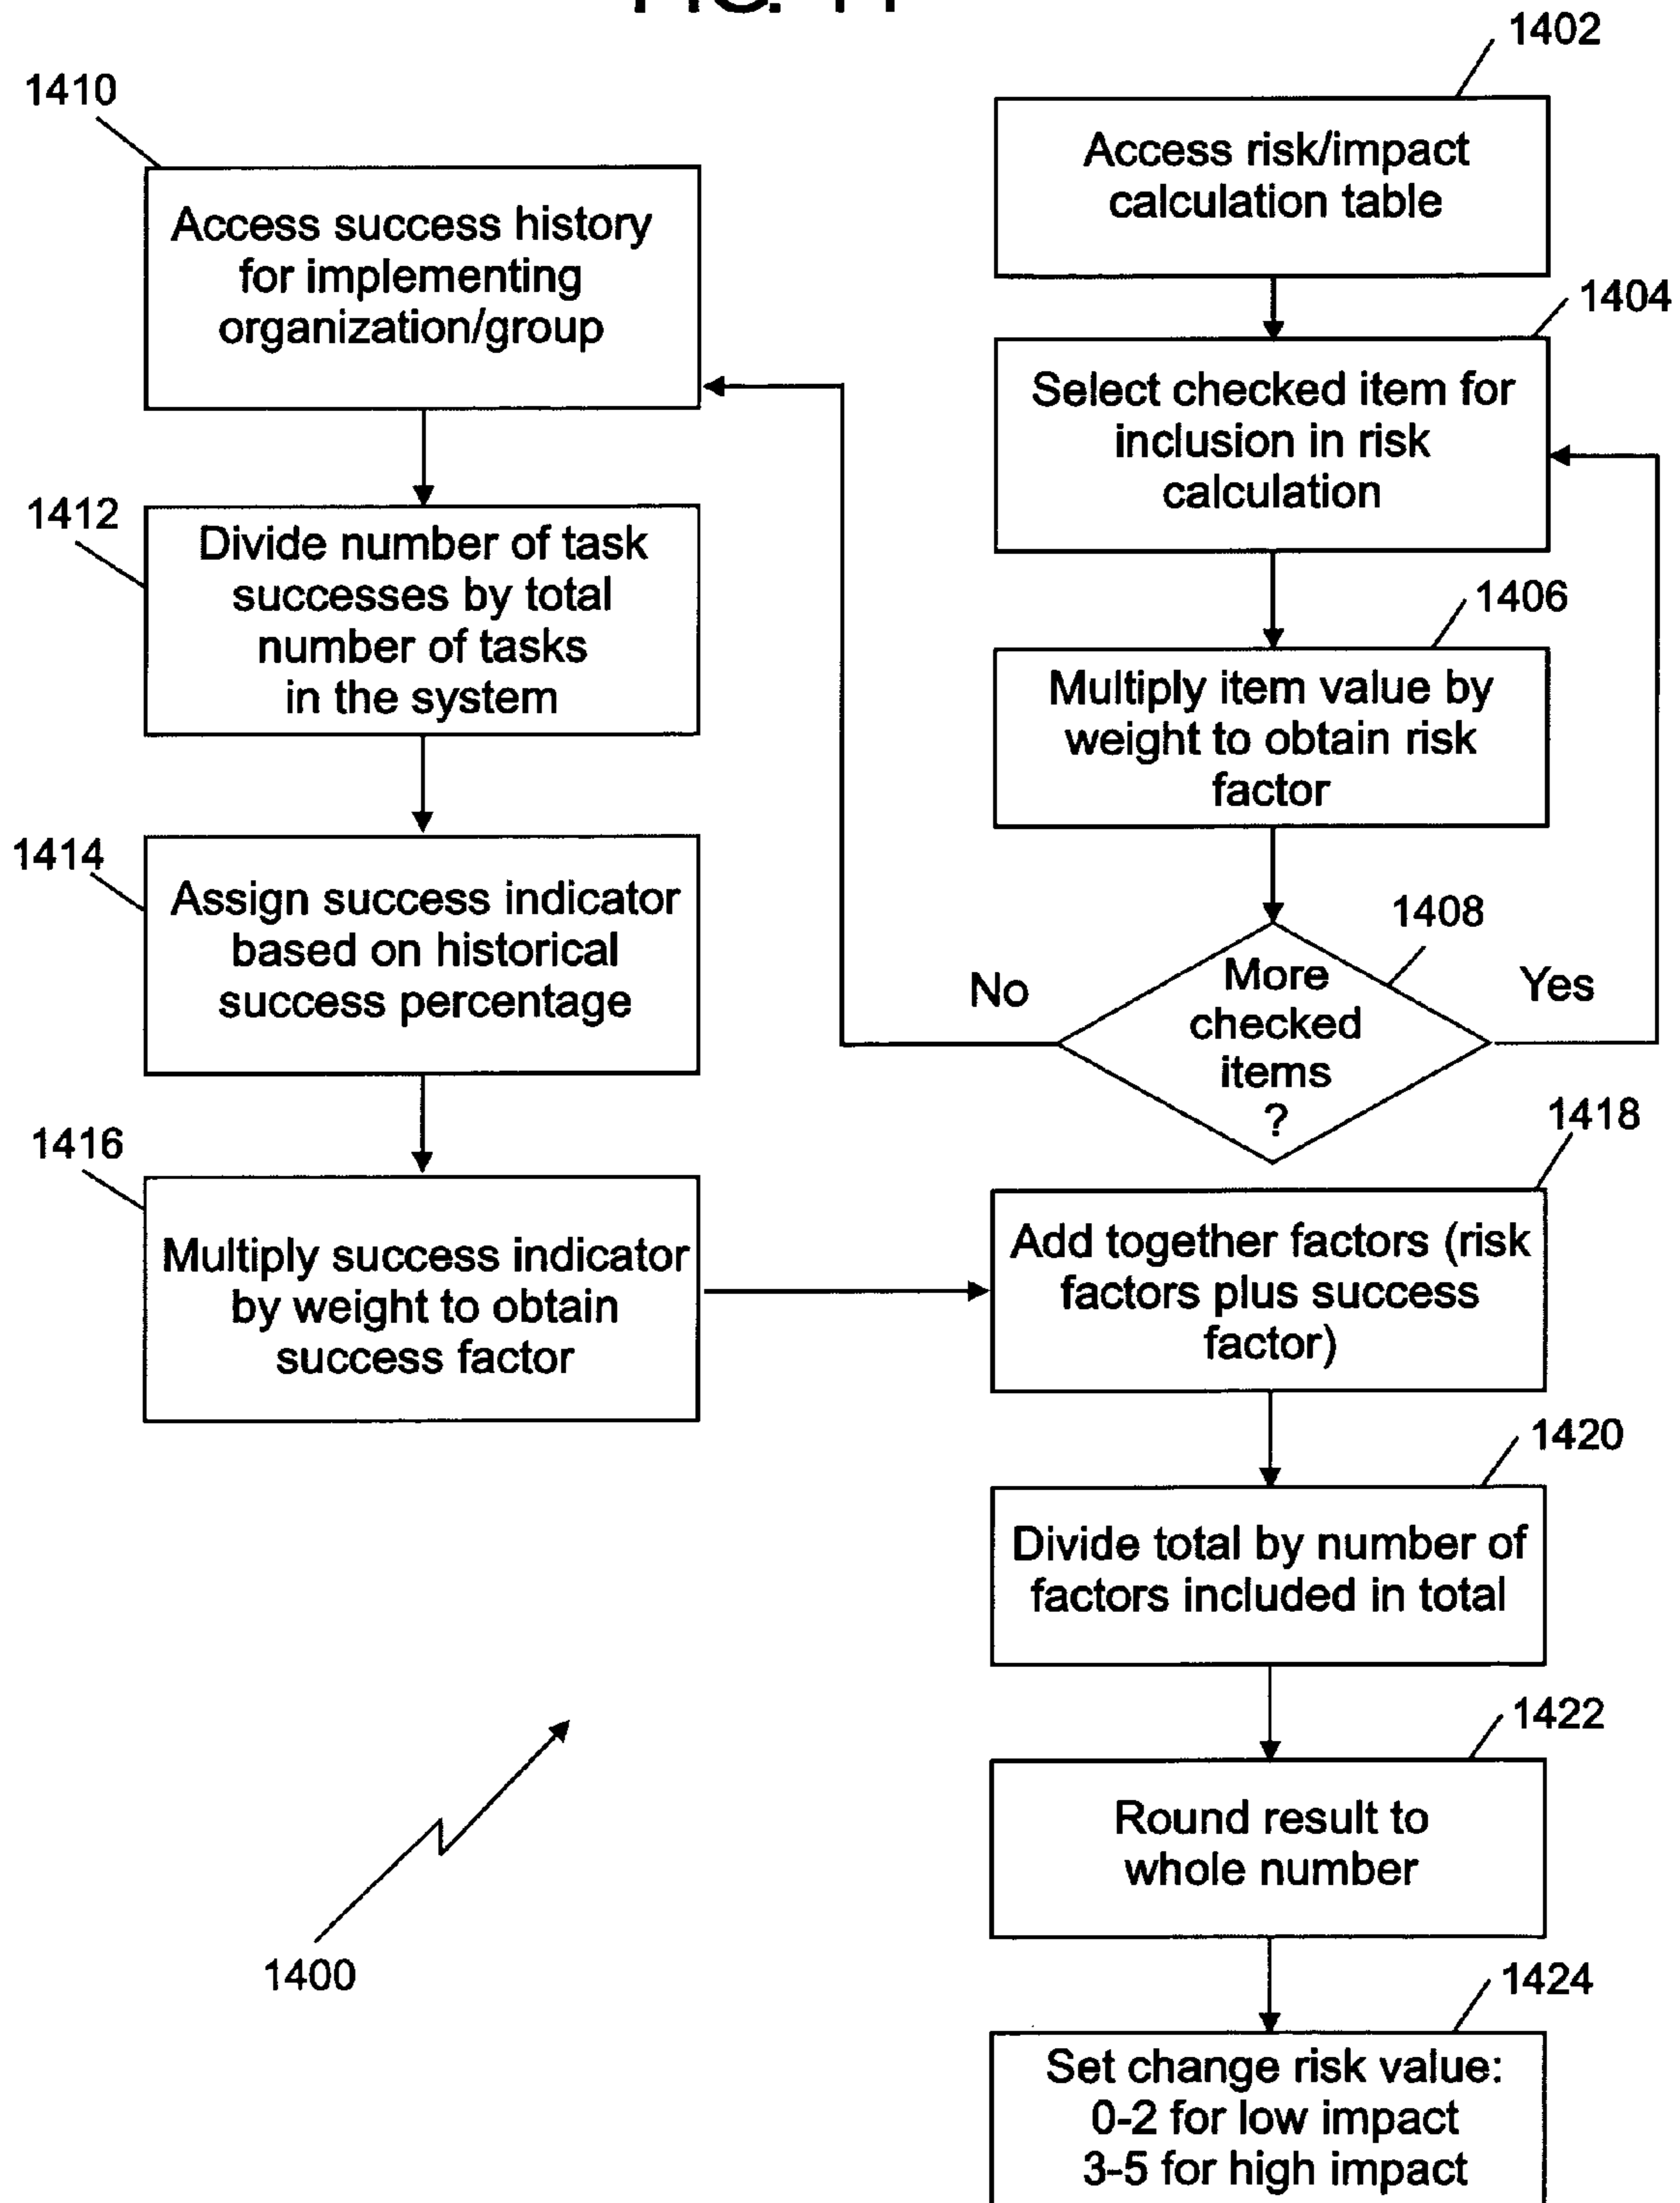 1402
Access risk/impact
calculation table
1404
Select checked item for
inclusion in risk
calculation
1406
Multiply item value by
weight to obtain risk
factor
1408
More
checked
items
?
No
Yes
1410
Access success history
for implementing
organization/group
1412
Divide number of task
successes by total
number of tasks
in the system
1414
Assign success indicator
based on historical
success percentage
1416
Multiply success indicator
by weight to obtain
success factor
1418
Add together factors (risk
factors plus success
factor)
1420
Divide total by number of
factors included in total
1422
Round result to
whole number
1424
Set change risk value:
0-2 for low impact
3-5 for high impact
1400